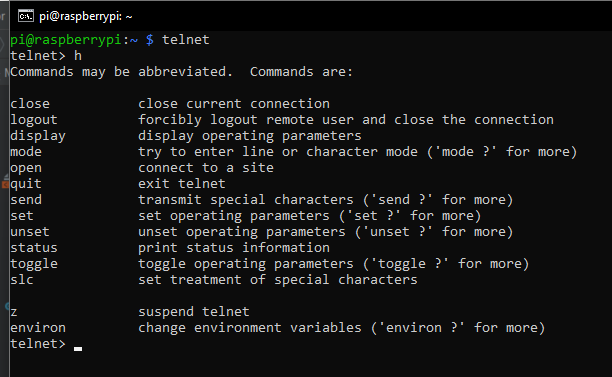 pi@raspberrypi: ~
pi@raspberrypi:~ $ telnet
telnet> h
Commands may be abbreviated.  Commands are:

close           close current connection
logout          forcibly logout remote user and close the connection
display         display operating parameters
mode            try to enter line or character mode ('mode ?' for more)
open            connect to a site
quit            exit telnet
send            transmit special characters ('send ?' for more)
set             set operating parameters ('set ?' for more)
unset           unset operating parameters ('unset ?' for more)
status          print status information
toggle          toggle operating parameters ('toggle ?' for more)
slc             set treatment of special characters

z               suspend telnet
environ         change environment variables ('environ ?' for more)
telnet>